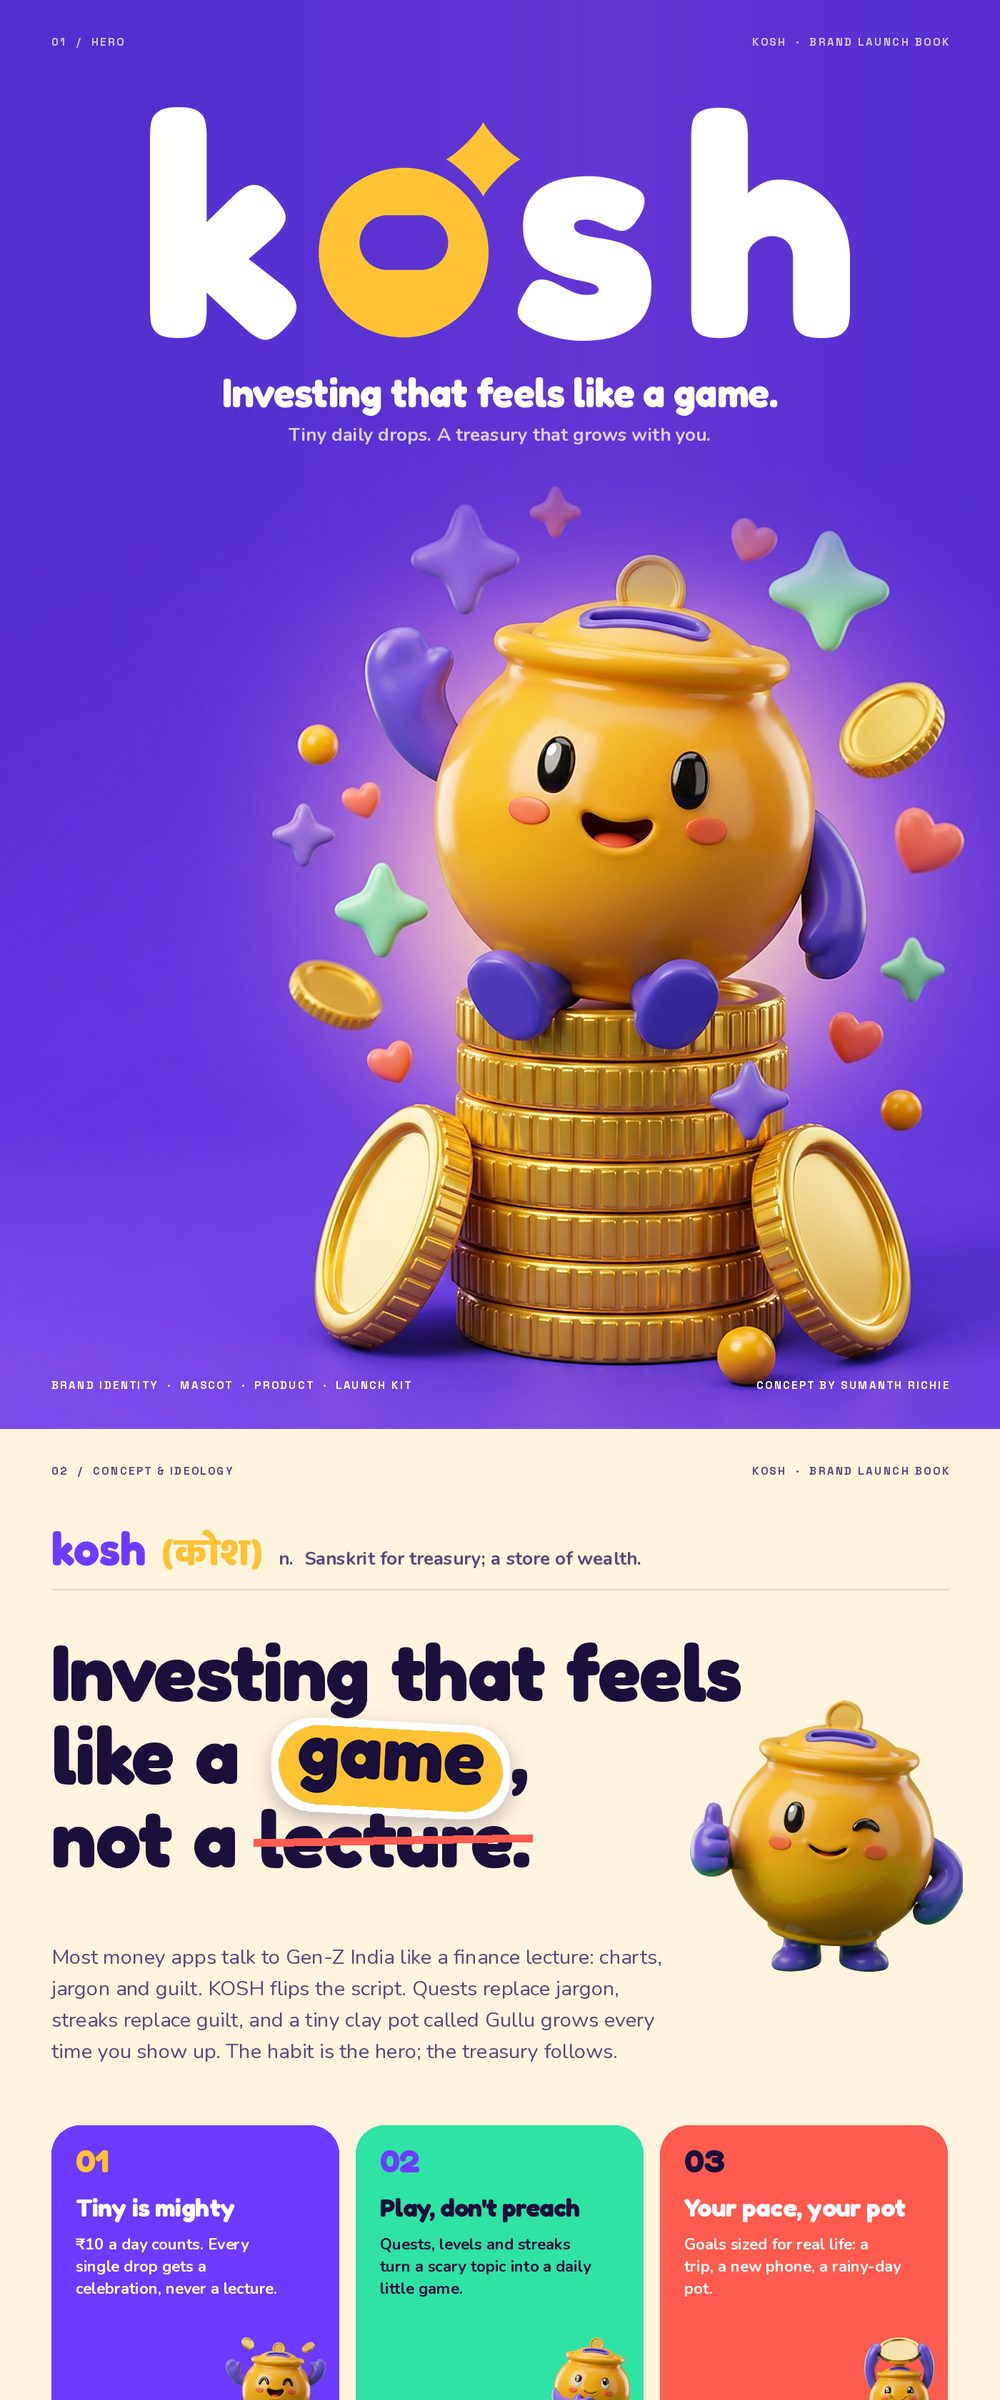 01 / HERO
KOSH · BRAND LAUNCH BOOK
kosh
Investing that feels like a game.
Tiny daily drops. A treasury that grows with you.
BRAND IDENTITY · MASCOT · PRODUCT · LAUNCH KIT
CONCEPT BY SUMANTH RICHIE
02 / CONCEPT & IDEOLOGY
KOSH · BRAND LAUNCH BOOK
kosh (कोश) n. Sanskrit for treasury; a store of wealth.
Investing that feels
like a game,
not a lecture.
Most money apps talk to Gen-Z India like a finance lecture: charts,
jargon and guilt. KOSH flips the script. Quests replace jargon,
streaks replace guilt, and a tiny clay pot called Gullu grows every
time you show up. The habit is the hero; the treasury follows.
01
Tiny is mighty
₹10 a day counts. Every
single drop gets a
celebration, never a lecture.
02
Play, don't preach
Quests, levels and streaks
turn a scary topic into a daily
little game.
03
Your pace, your pot
Goals sized for real life: a
trip, a new phone, a rainy-day
pot.